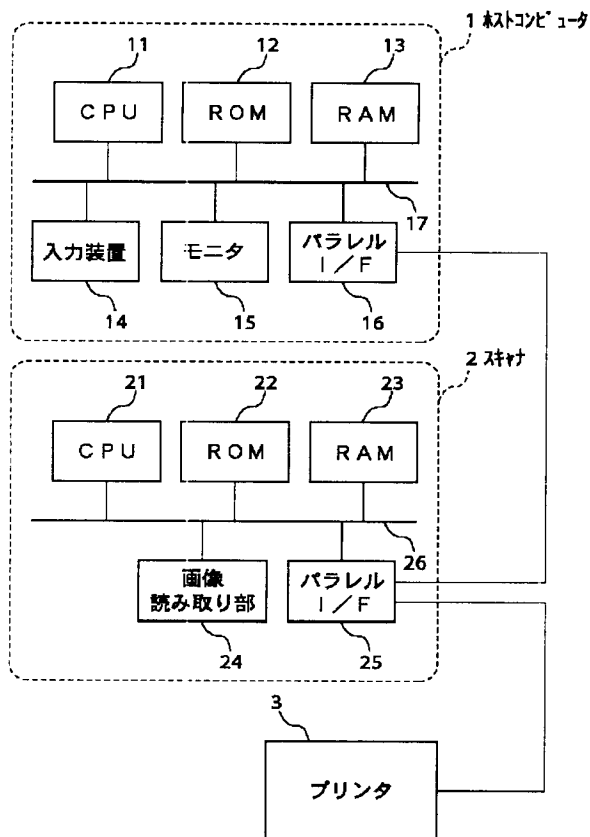 1 ホストコンピュータ
11 12 13
CPU ROM RAM
17
入力装置 モニタ パラレル
I/F
14 15 16
2 スキャナ
21 22 23
CPU ROM RAM
26
画像
読み取り部
パラレル
I/F
24 25
3
プリンタ